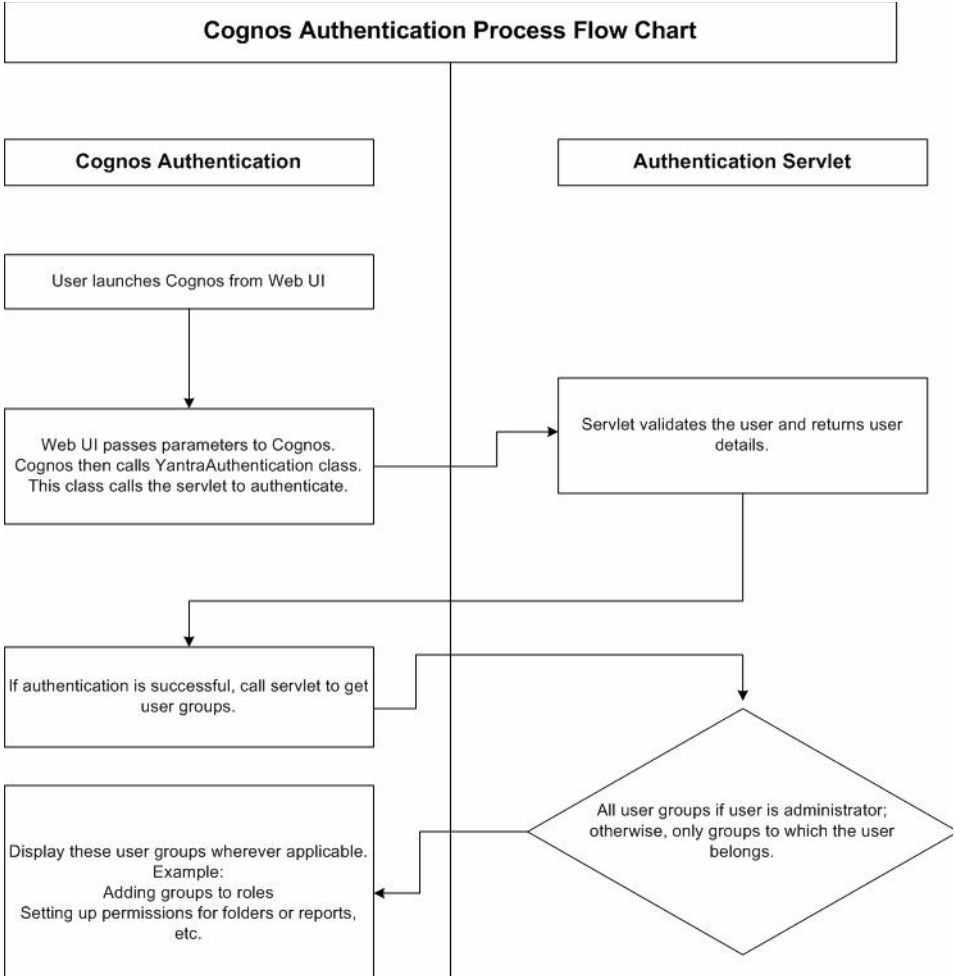 Cognos Authentication Process Flow Chart
Cognos Authentication
Authentication Servlet
User launches Cognos from Web UI
Web UI passes parameters to Cognos.
Cognos then calls YantraAuthentication class.
This class calls the servlet to authenticate.
Servlet validates the user and returns user
details.
If authentication is successful, call servlet to get
user groups.
All user groups if user is administrator;
otherwise, only groups to which the user
belongs.
Display these user groups wherever applicable.
Example:
Adding groups to roles
Setting up permissions for folders or reports,
etc.